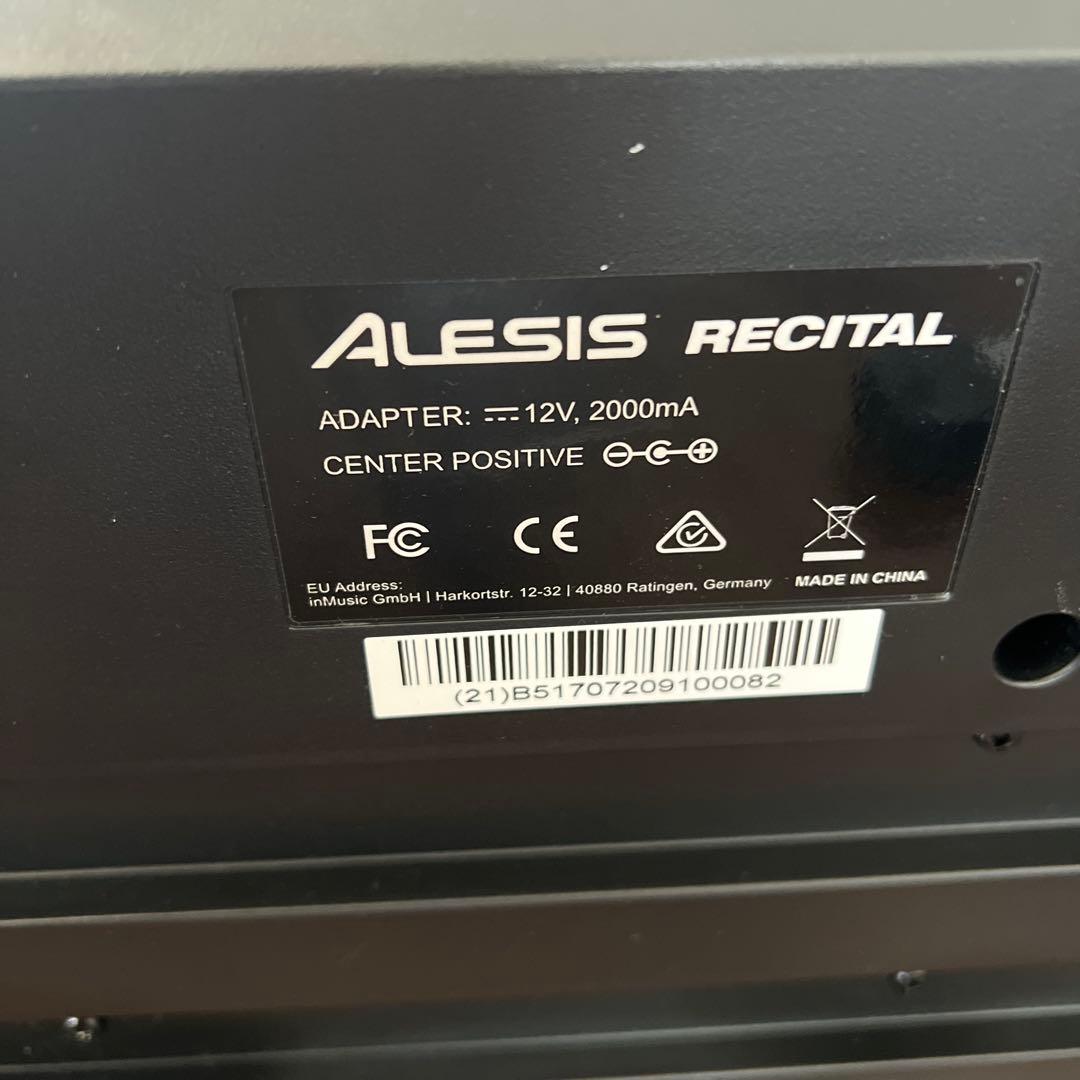 ALESIS RECITAL
ADAPTER: ⎓ 12V, 2000mA
CENTER POSITIVE
FC CE
EU Address:
inMusic GmbH | Harkortstr. 12-32 | 40880 Ratingen, Germany
MADE IN CHINA
(21)B51707209100082